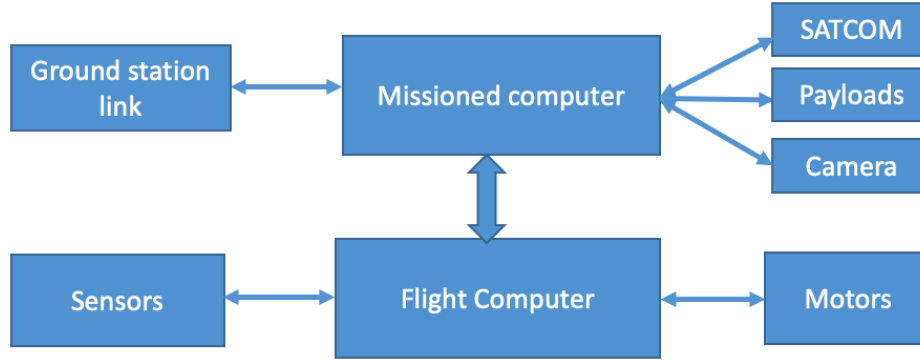 SATCOM
Ground station
link
Missioned computer
Payloads
Camera
Sensors
Flight Computer
Motors